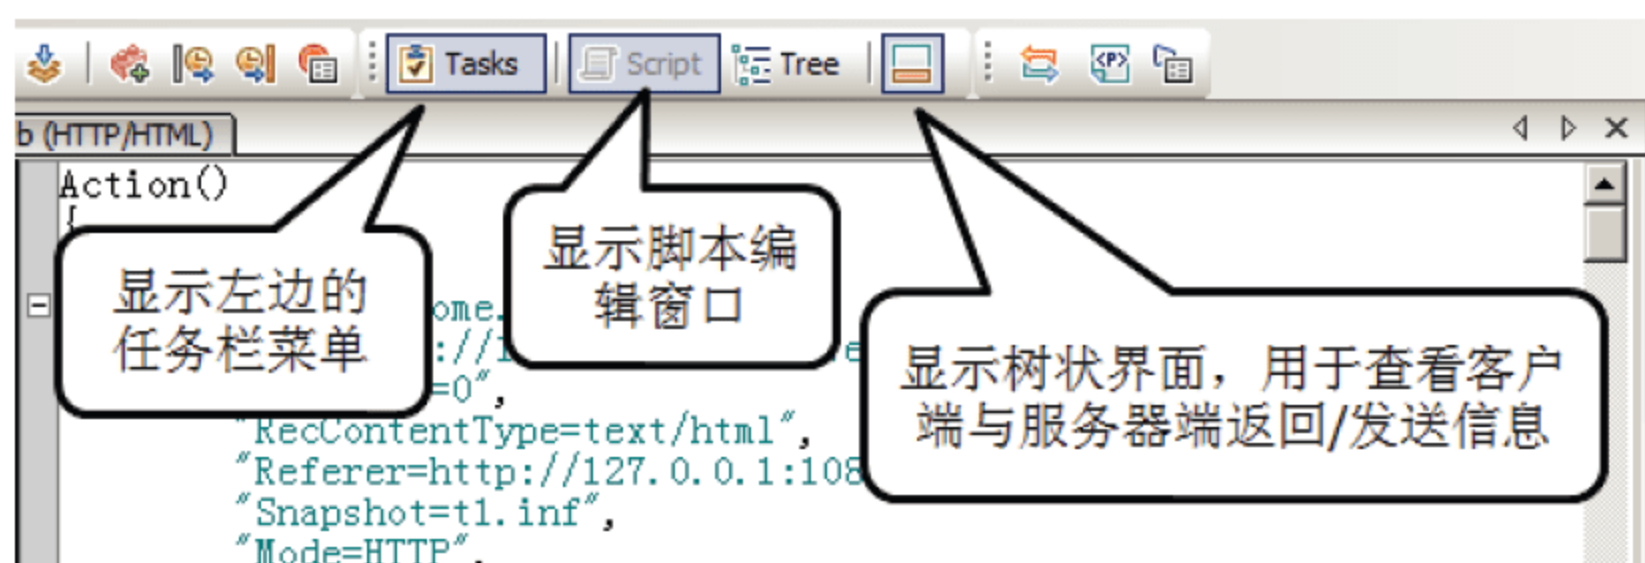 Tasks Script Tree
b (HTTP/HTML)
Action()
{
显示左边的
任务栏菜单
显示脚本编
辑窗口
显示树状界面，用于查看客户
端与服务器端返回/发送信息
ome.
://1
=0",
"RecContentType=text/html",
"Referer=http://127.0.0.1:108
"Snapshot=t1.inf",
"Mode=HTTP",